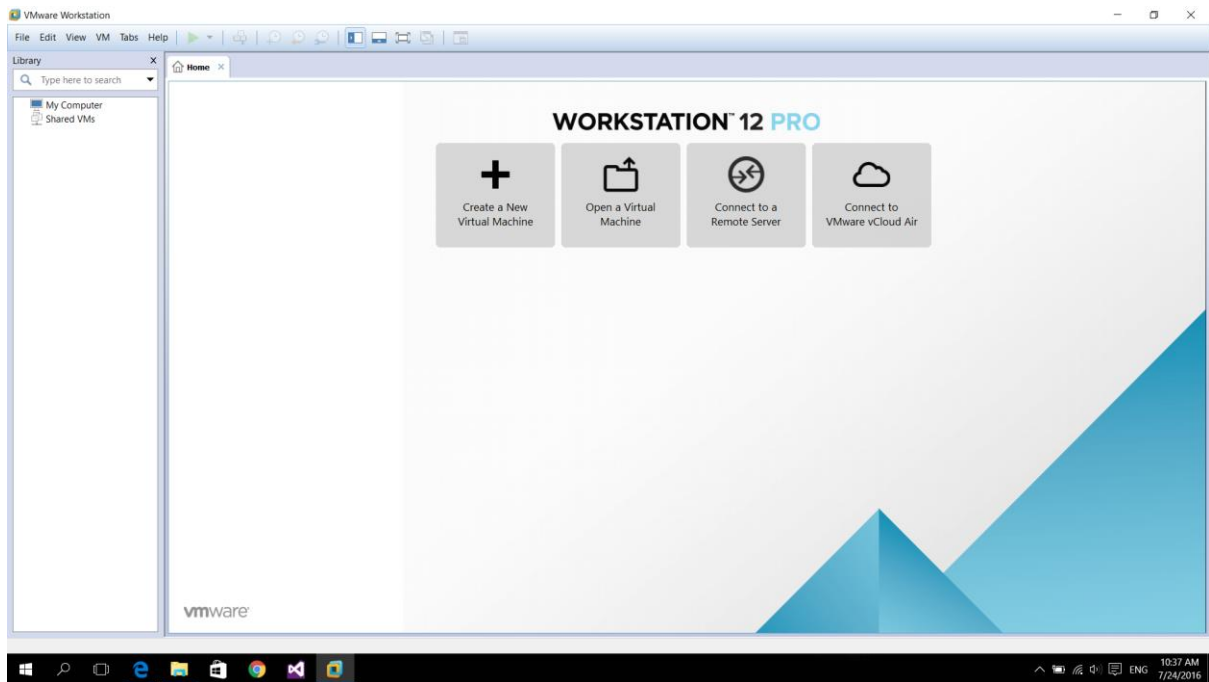 VMware Workstation
File Edit View VM Tabs Help
Library X
Home ×
Type here to search
My Computer
Shared VMs
WORKSTATION™ 12 PRO
Create a New
Virtual Machine
Open a Virtual
Machine
Connect to a
Remote Server
Connect to
VMware vCloud Air
vmware®
ENG
10:37 AM
7/24/2016